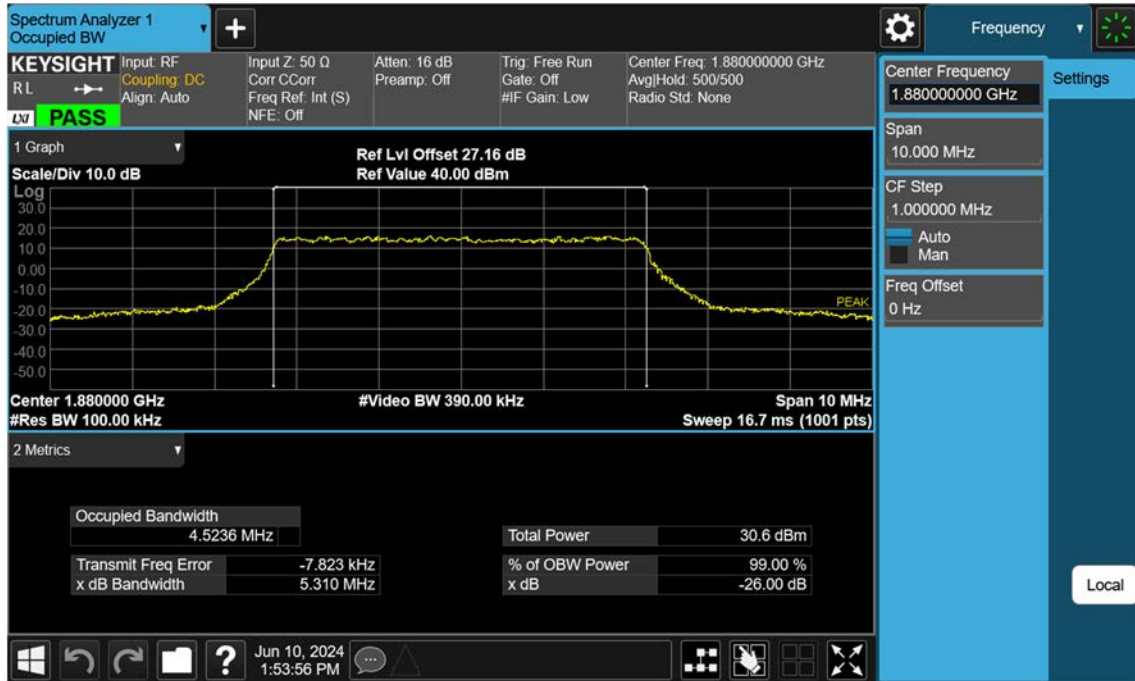 Spectrum Analyzer 1
Occupied BW
+
Frequency
KEYSIGHT
R L
LXI PASS
Input: RF
Coupling: DC
Align: Auto
Input Z: 50 Ω
Corr CCorr
Freq Ref: Int (S)
NFE: Off
Atten: 16 dB
Preamp: Off
Trig: Free Run
Gate: Off
#IF Gain: Low
Center Freq: 1.880000000 GHz
Avg|Hold: 500/500
Radio Std: None
Center Frequency
1.880000000 GHz
Settings
Span
10.000 MHz
CF Step
1.000000 MHz
Auto
Man
Freq Offset
0 Hz
Local
1 Graph
Scale/Div 10.0 dB
Ref Lvl Offset 27.16 dB
Ref Value 40.00 dBm
Log
30.0
20.0
10.0
0.00
-10.0
-20.0
-30.0
-40.0
-50.0
PEAK
Center 1.880000 GHz
#Video BW 390.00 kHz
Span 10 MHz
#Res BW 100.00 kHz
Sweep 16.7 ms (1001 pts)
2 Metrics
Occupied Bandwidth
4.5236 MHz
Total Power 30.6 dBm
Transmit Freq Error -7.823 kHz
% of OBW Power 99.00 %
x dB Bandwidth 5.310 MHz
x dB -26.00 dB
?
Jun 10, 2024
1:53:56 PM